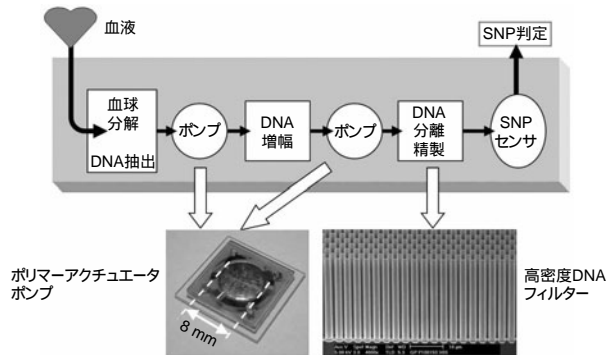 血液
SNP判定
血球
分解
DNA抽出
ポンプ
DNA
増幅
ポンプ
DNA
分離
精製
SNP
センサ
ポリマーアクチュエータ
ポンプ
8 mm
高密度DNA
フィルター